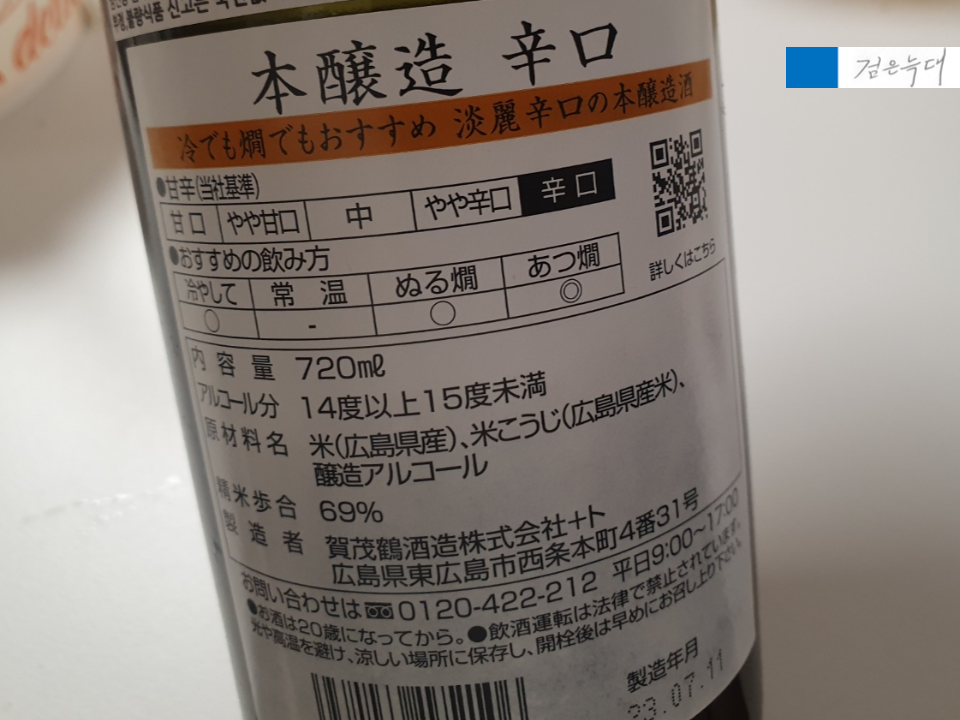 부정,불량식품 신고는
검은늑대
本醸造 辛口
冷でも燗でもおすすめ 淡麗辛口の本醸造酒
●甘辛(当社基準)
甘口 やや甘口 中 やや辛口 辛口
●おすすめの飲み方
冷やして 常温 ぬる燗 あつ燗
○ - ○ ◎
詳しくはこちら
内容量 720㎖
アルコール分 14度以上15度未満
原材料名 米(広島県産)、米こうじ(広島県産米)、
醸造アルコール
精米歩合 69%
製造者 賀茂鶴酒造株式会社+ト
広島県東広島市西条本町4番31号
お問い合わせは 0120-422-212 平日9:00~17:00
●お酒は20歳になってから。●飲酒運転は法律で禁止されています。
光や高温を避け、涼しい場所に保存し、開栓後は早めにお召し上り下さい。
製造年月
23.07.11